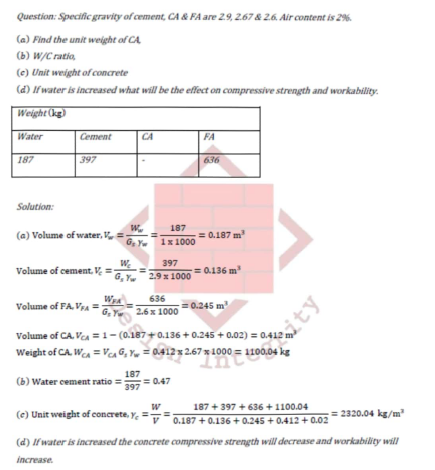 Question: Specific gravity of cement, CA & FA are 2.9, 2.67 & 2.6. Air content is 2%.
(a) Find the unit weight of CA,
(b) W/C ratio,
(c) Unit weight of concrete
(d) If water is increased what will be the effect on compressive strength and workability.
Weight (kg)
Water Cement CA FA
187 397 - 636
Solution:
(a) Volume of water, V_w = W_w / (G_s γ_w) = 187 / (1 x 1000) = 0.187 m³
Volume of cement, V_c = W_c / (G_s γ_w) = 397 / (2.9 x 1000) = 0.136 m³
Volume of FA, V_FA = W_FA / (G_s γ_w) = 636 / (2.6 x 1000) = 0.245 m³
Volume of CA, V_CA = 1 − (0.187 + 0.136 + 0.245 + 0.02) = 0.412 m³
Weight of CA, W_CA = V_CA G_s γ_w = 0.412 x 2.67 x 1000 = 1100.04 kg
(b) Water cement ratio = 187 / 397 = 0.47
(c) Unit weight of concrete, γ_c = W / V = (187 + 397 + 636 + 1100.04) / (0.187 + 0.136 + 0.245 + 0.412 + 0.02) = 2320.04 kg/m³
(d) If water is increased the concrete compressive strength will decrease and workability will
increase.
Design Integrity